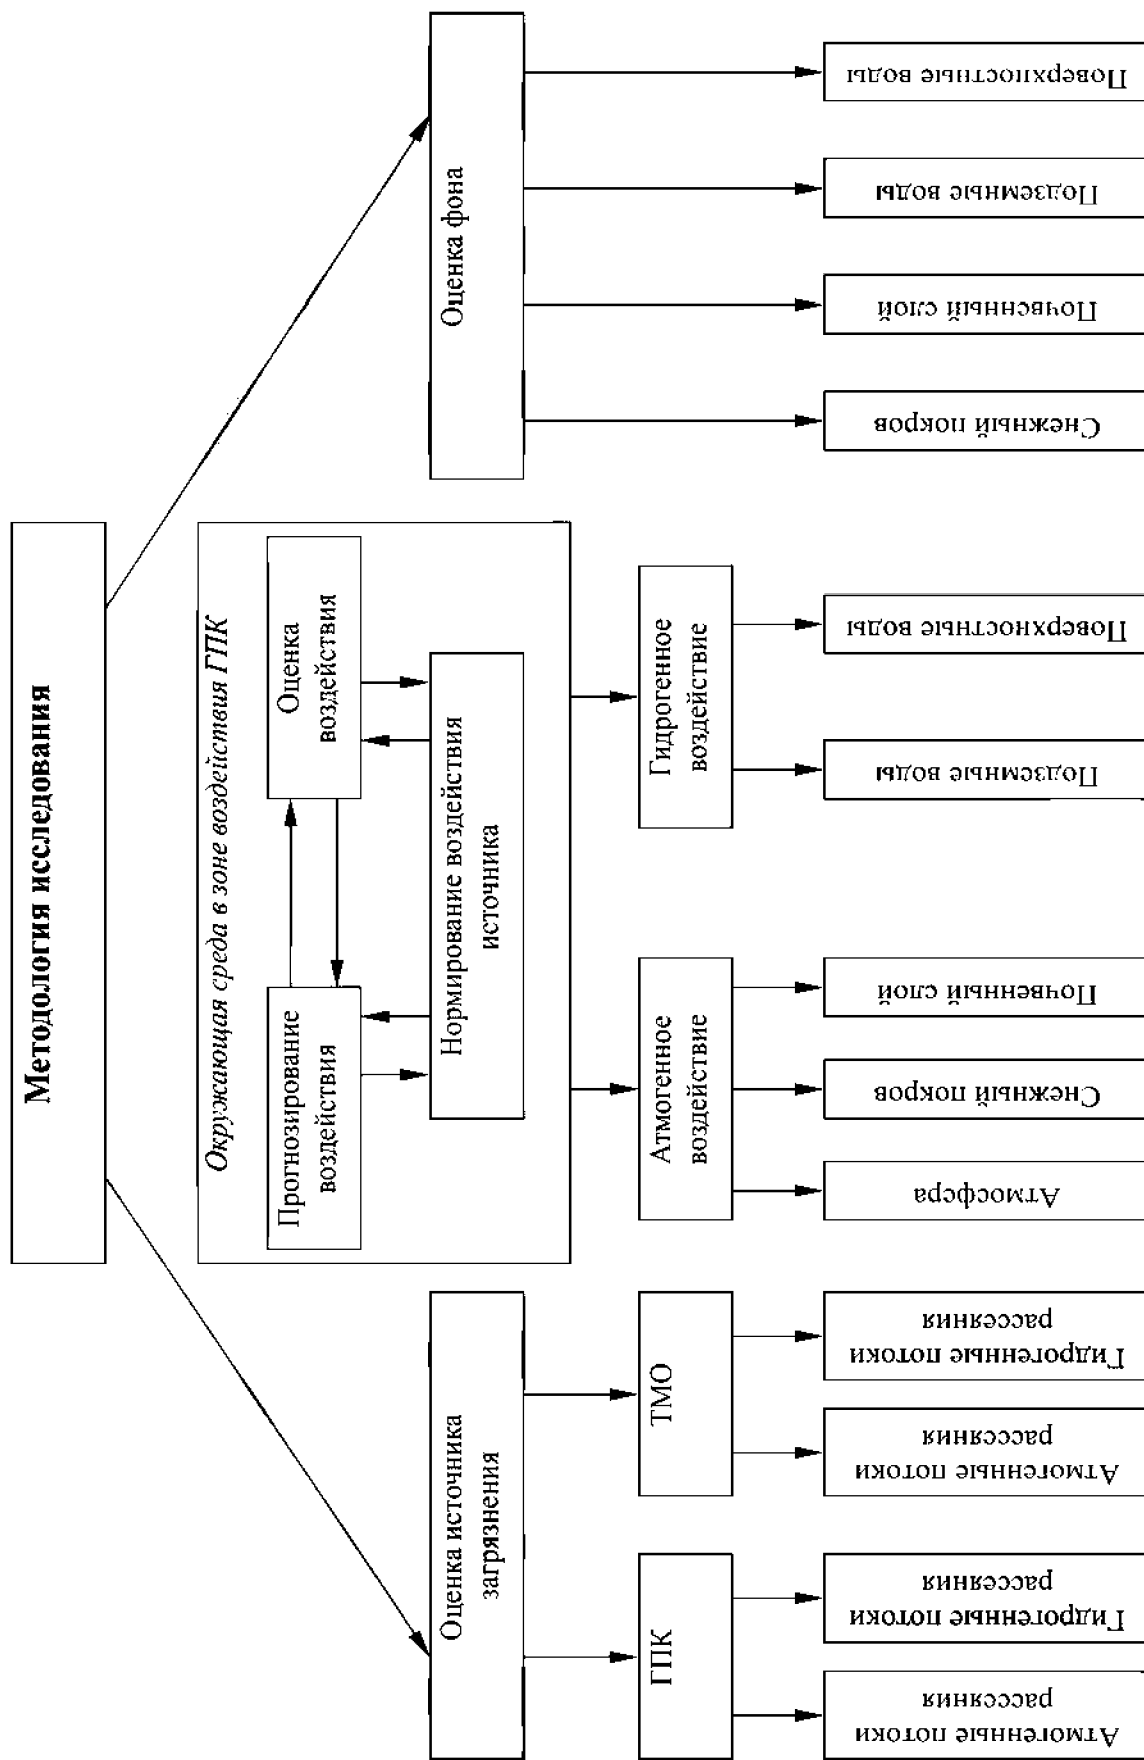 Методология исследования
Окружающая среда в зоне воздействия ГПК
Прогнозирование
воздействия
Оценка
воздействия
Нормирование воздействия
источника
Оценка источника
загрязнения
Оценка фона
ГПК
ТМО
Атмогенное
воздействие
Гидрогенное
воздействие
Атмогенные потоки
рассеяния
Гидрогенные потоки
рассеяния
Атмогенные потоки
рассеяния
Гидрогенные потоки
рассеяния
Атмосфера
Снежный покров
Почвенный слой
Подземные воды
Поверхностные воды
Снежный покров
Почвенный слой
Подземные воды
Поверхностные воды